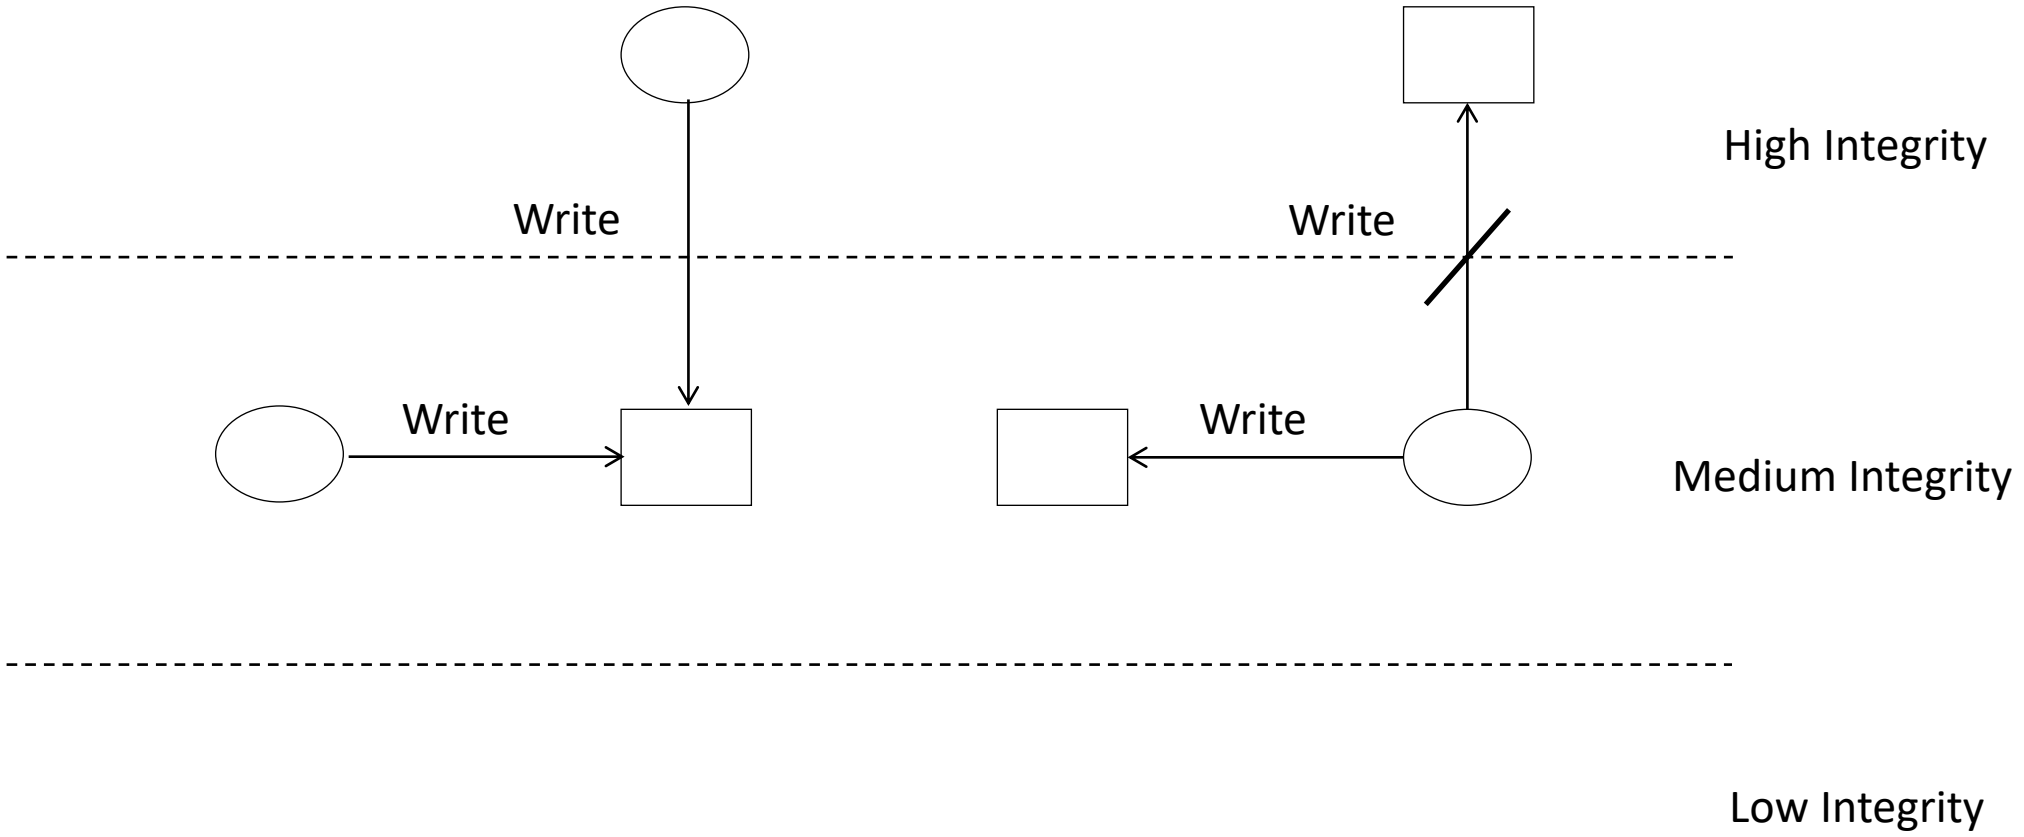 High Integrity
Write
Write
Write
Write
Medium Integrity
Low Integrity